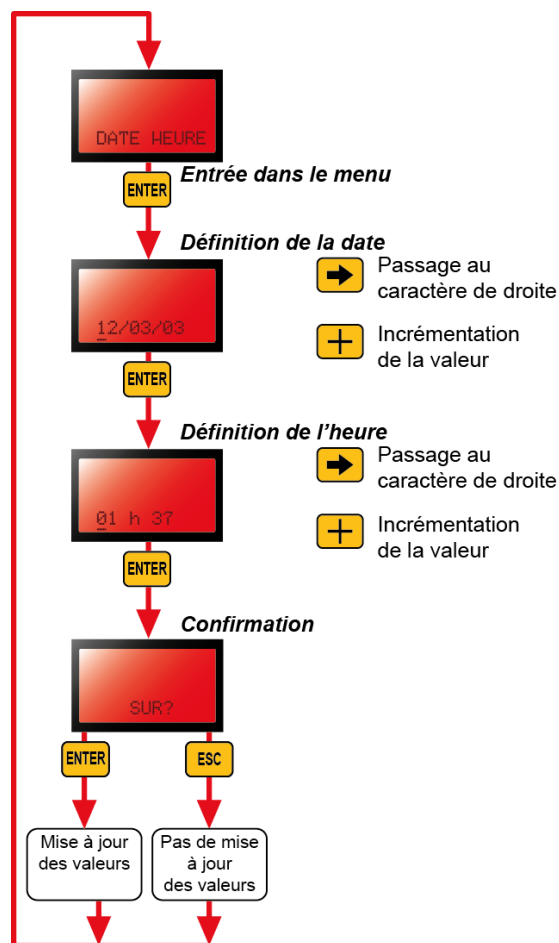 DATE HEURE
ENTER
Entrée dans le menu
Définition de la date
Passage au
caractère de droite
12/03/03
Incrémentation
de la valeur
ENTER
Définition de l'heure
Passage au
caractère de droite
01 h 37
Incrémentation
de la valeur
ENTER
Confirmation
SUR?
ENTER
ESC
Mise à jour
des valeurs
Pas de mise
à jour
des valeurs